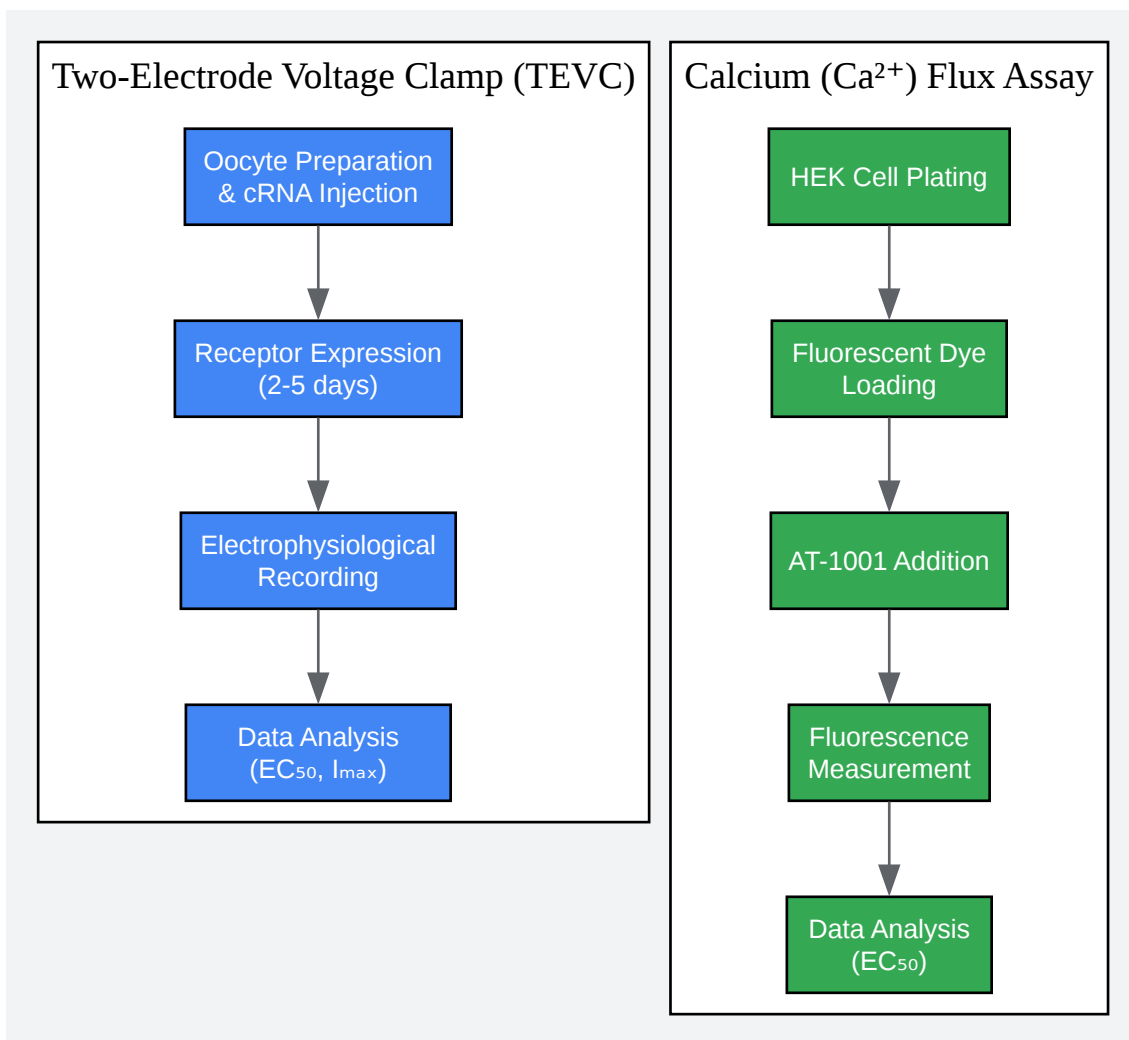 Two-Electrode Voltage Clamp (TEVC)
Oocyte Preparation
& cRNA Injection
Receptor Expression
(2-5 days)
Electrophysiological
Recording
Data Analysis
(EC₅₀, Iₘₐₓ)
Calcium (Ca²⁺) Flux Assay
HEK Cell Plating
Fluorescent Dye
Loading
AT-1001 Addition
Fluorescence
Measurement
Data Analysis
(EC₅₀)